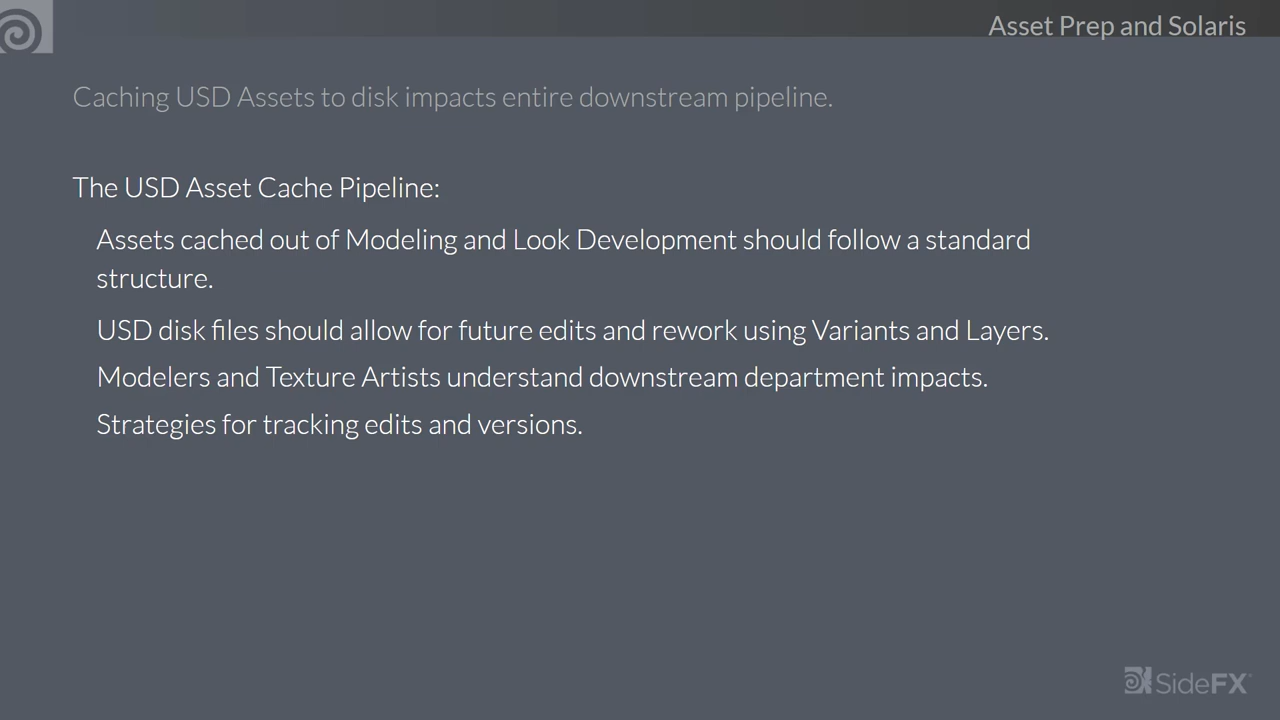 Asset Prep and Solaris
Caching USD Assets to disk impacts entire downstream pipeline.
The USD Asset Cache Pipeline:
Assets cached out of Modeling and Look Development should follow a standard
structure.
USD disk files should allow for future edits and rework using Variants and Layers.
Modelers and Texture Artists understand downstream department impacts.
Strategies for tracking edits and versions.
SideFX